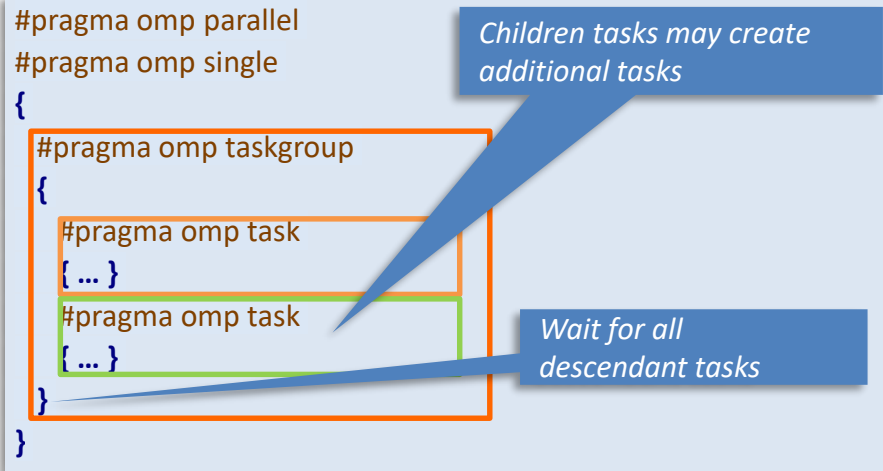 #pragma omp parallel
#pragma omp single
{
#pragma omp taskgroup
{
#pragma omp task
{ ... }
#pragma omp task
{ ... }
}
}
Children tasks may create
additional tasks
Wait for all
descendant tasks